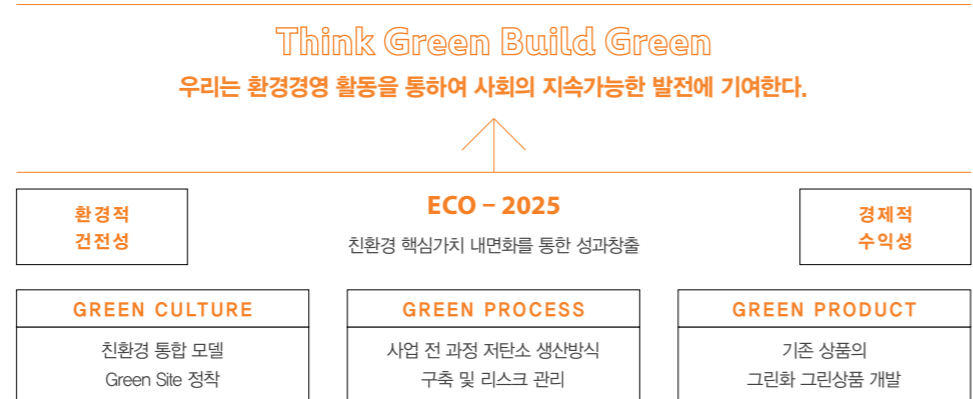 Think Green Build Green
우리는 환경경영 활동을 통하여 사회의 지속가능한 발전에 기여한다.
환경적
건전성
ECO – 2025
친환경 핵심가치 내면화를 통한 성과창출
경제적
수익성
GREEN CULTURE
친환경 통합 모델
Green Site 정착
GREEN PROCESS
사업 전 과정 저탄소 생산방식
구축 및 리스크 관리
GREEN PRODUCT
기존 상품의
그린화 그린상품 개발